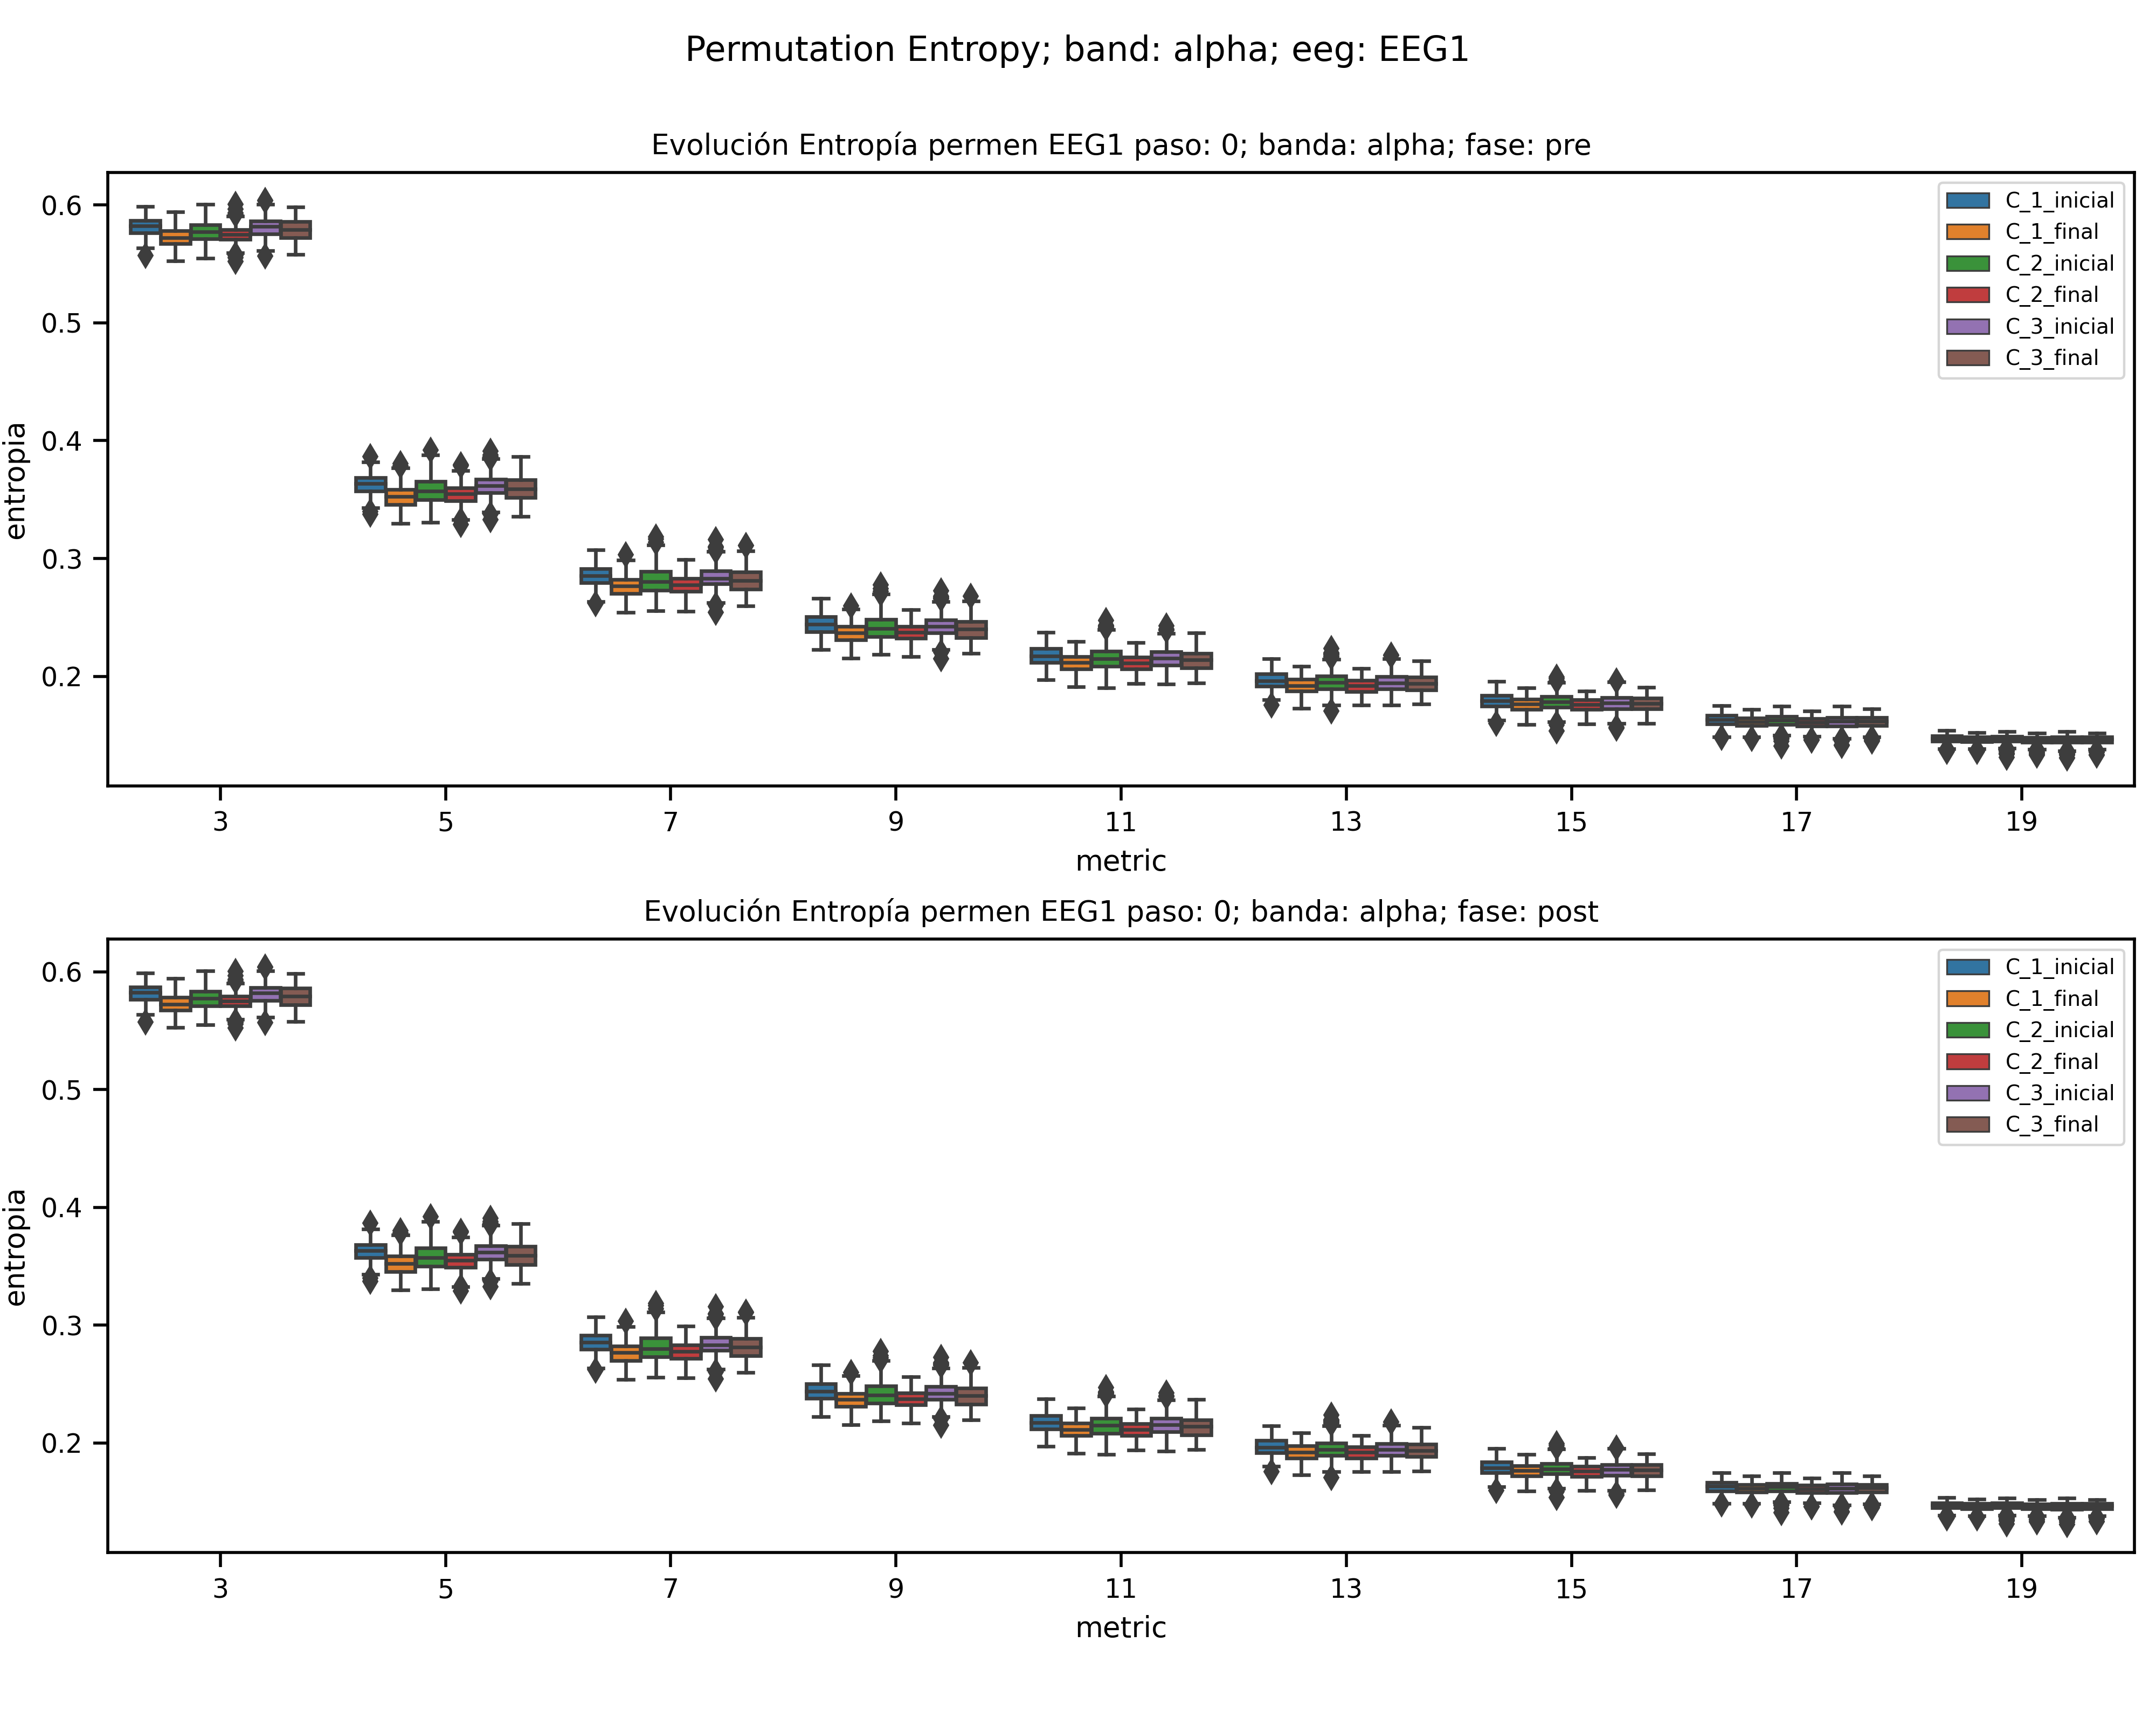 Permutation Entropy; band: alpha; eeg: EEG1
Evolución Entropía permen EEG1 paso: 0; banda: alpha; fase: pre
0.6
0.5
0.4
0.3
0.2
entropia
C_1_inicial
C_1_final
C_2_inicial
C_2_final
C_3_inicial
C_3_final
3 5 7 9 11 13 15 17 19
metric
Evolución Entropía permen EEG1 paso: 0; banda: alpha; fase: post
0.6
0.5
0.4
0.3
0.2
entropia
C_1_inicial
C_1_final
C_2_inicial
C_2_final
C_3_inicial
C_3_final
3 5 7 9 11 13 15 17 19
metric